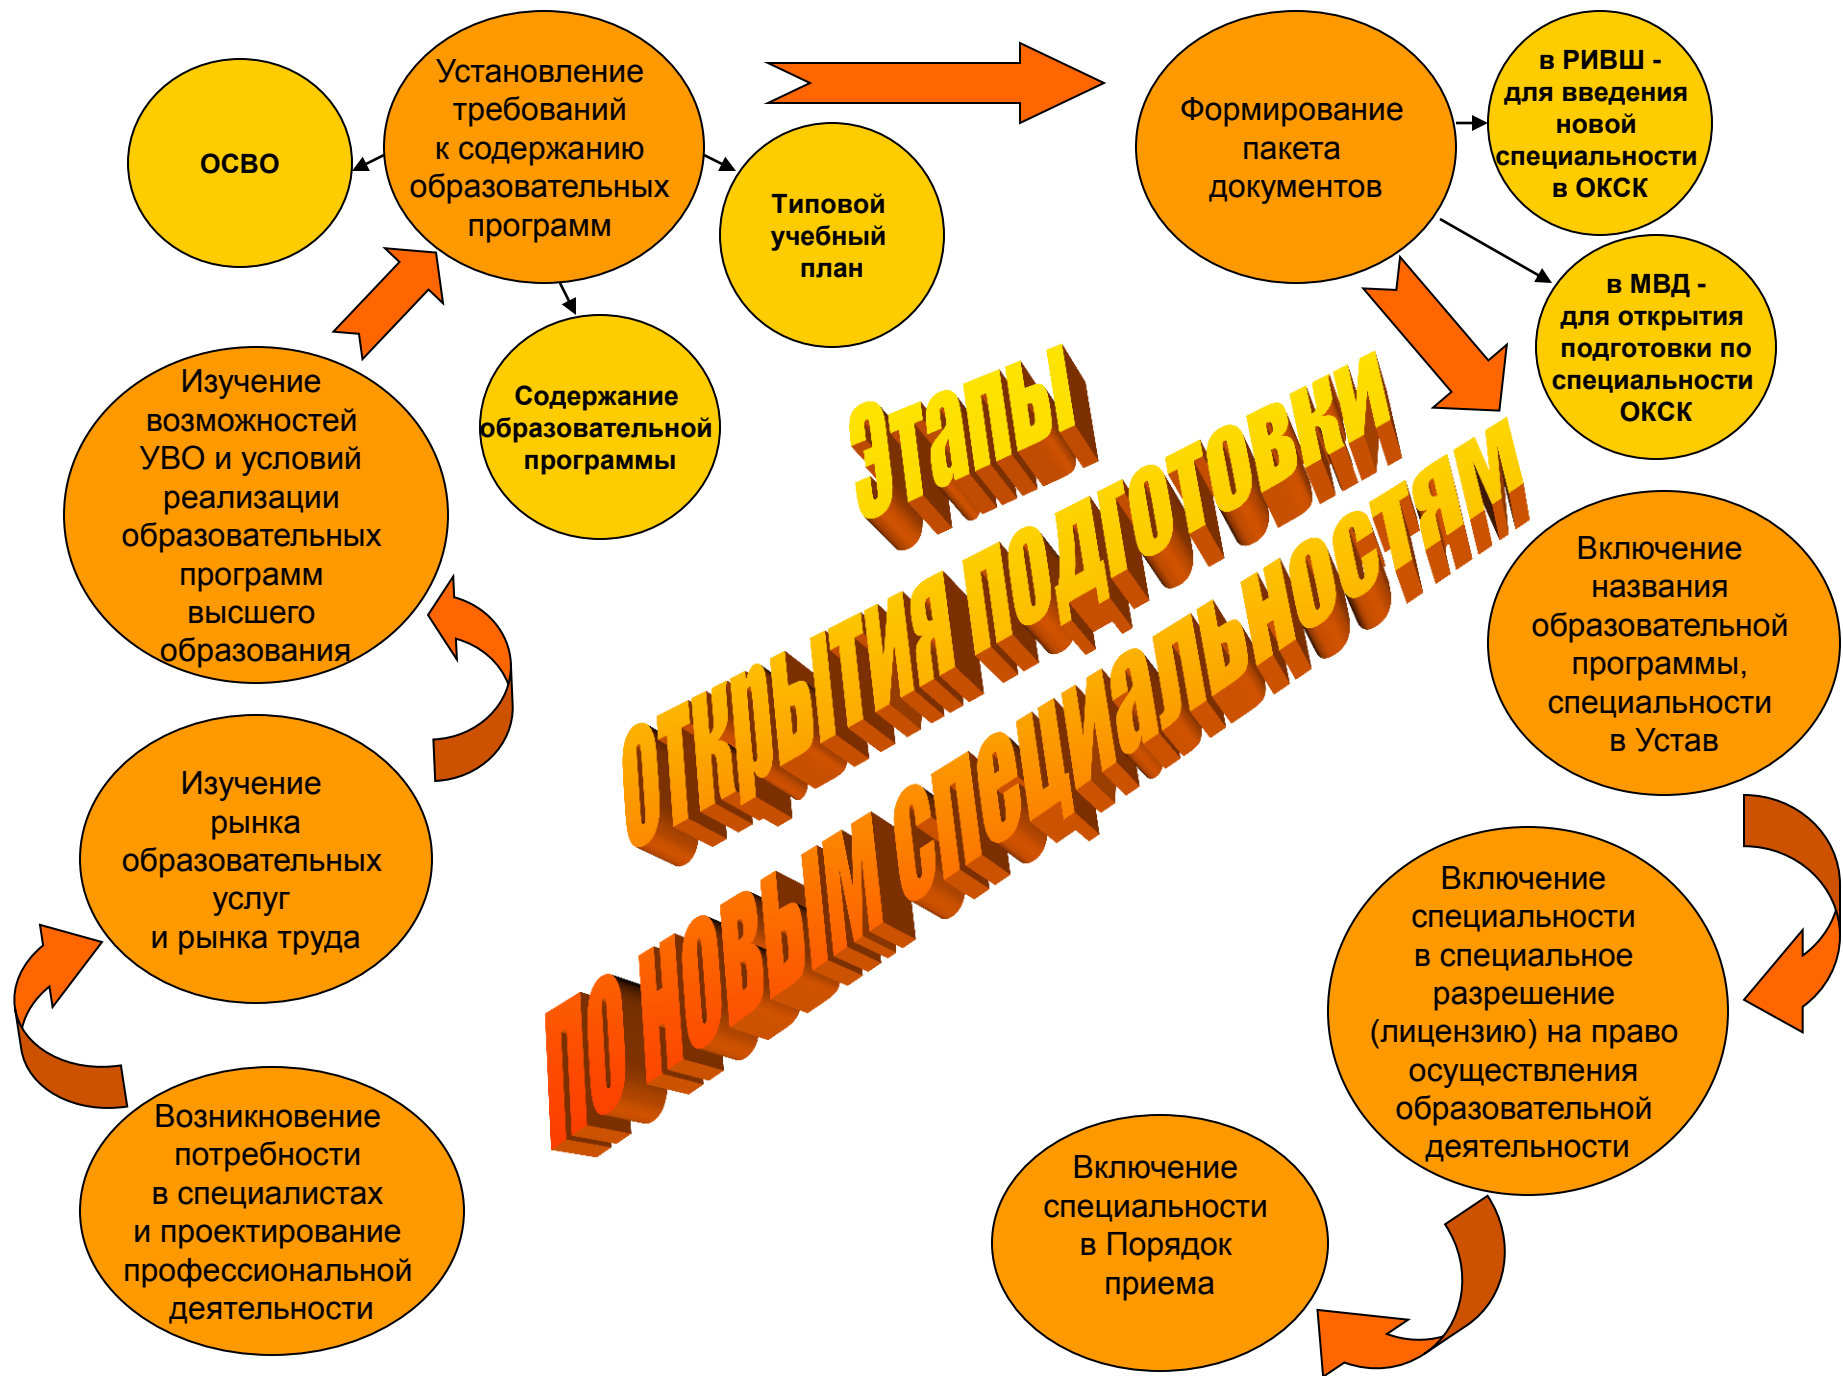 Этапы
открытия подготовки
по новым специальностям
Возникновение
потребности
в специалистах
и проектирование
профессиональной
деятельности
Изучение
рынка
образовательных
услуг
и рынка труда
Изучение
возможностей
УВО и условий
реализации
образовательных
программ
высшего
образования
Установление
требований
к содержанию
образовательных
программ
ОСВО
Содержание
образовательной
программы
Типовой
учебный
план
Формирование
пакета
документов
в РИВШ -
для введения
новой
специальности
в ОКСК
в МВД -
для открытия
подготовки по
специальности
ОКСК
Включение
названия
образовательной
программы,
специальности
в Устав
Включение
специальности
в специальное
разрешение
(лицензию) на право
осуществления
образовательной
деятельности
Включение
специальности
в Порядок
приема